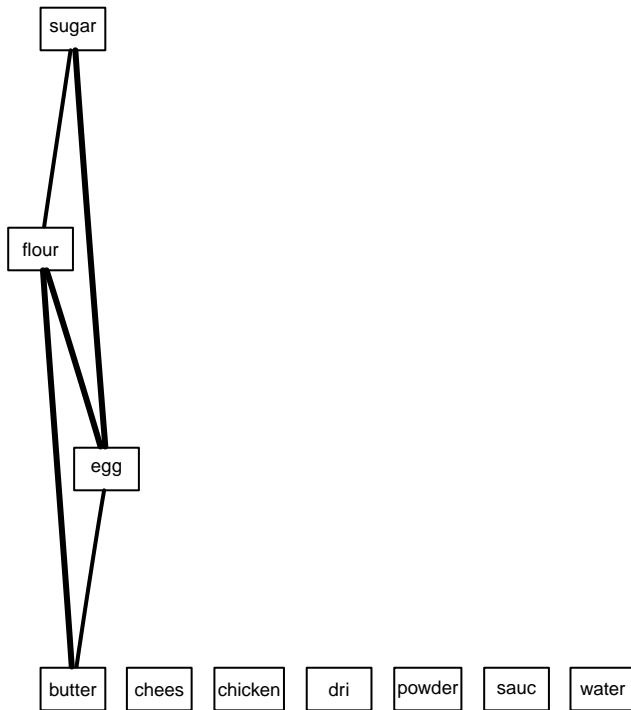 sugar
flour
egg
butter chees chicken dri powder sauc water